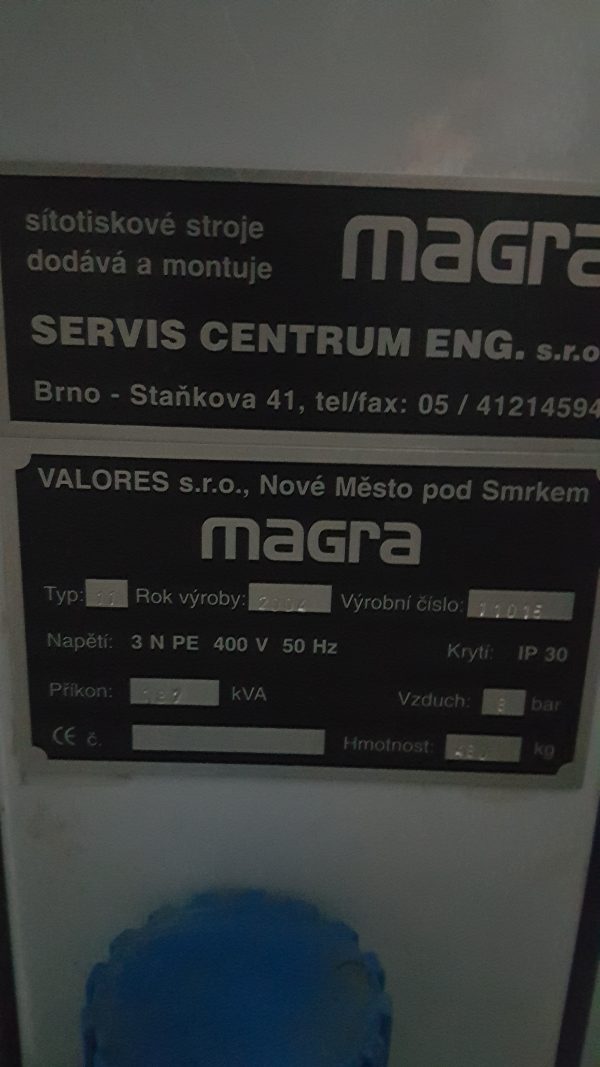 sítotiskové stroje
dodává a montuje
magra
SERVIS CENTRUM ENG. s.r.o
Brno - Staňkova 41, tel/fax: 05 / 41214594
VALORES s.r.o., Nové Město pod Smrkem
magra
Typ: 11 Rok výroby: 2004 Výrobní číslo:
Napětí: 3 N PE 400 V 50 Hz Krytí: IP 30
Příkon: kVA Vzduch: bar
CE č. Hmotnost: kg